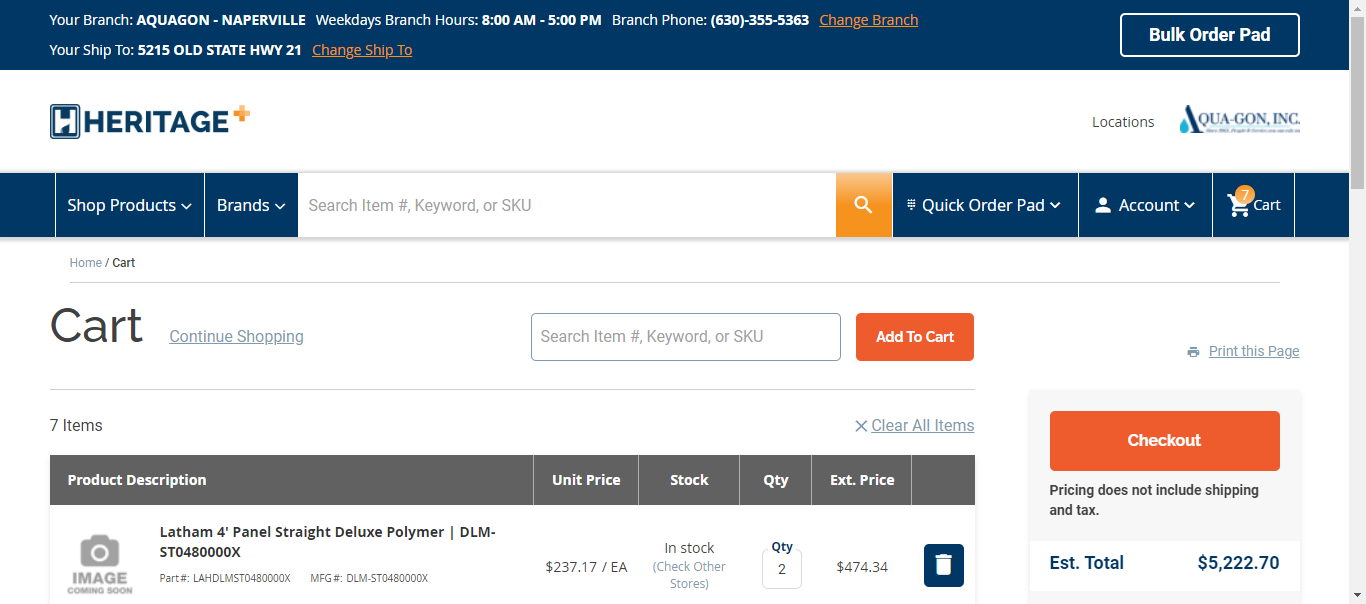 Your Branch: AQUAGON - NAPERVILLE Weekdays Branch Hours: 8:00 AM - 5:00 PM Branch Phone: (630)-355-5363 Change Branch
Your Ship To: 5215 OLD STATE HWY 21 Change Ship To
Bulk Order Pad
HERITAGE+
Locations
AQUA-GON, INC.
Shop Products
Brands
Search Item #, Keyword, or SKU
Quick Order Pad
Account
7
Cart
Home / Cart
Cart
Continue Shopping
Search Item #, Keyword, or SKU
Add To Cart
Print this Page
7 Items
Clear All Items
Checkout
Pricing does not include shipping
and tax.
Est. Total $5,222.70
Product Description Unit Price Stock Qty Ext. Price
IMAGE
COMING SOON
Latham 4' Panel Straight Deluxe Polymer | DLM-
ST0480000X
Part #: LAHDLMST0480000X MFG #: DLM-ST0480000X
$237.17 / EA
In stock
(Check Other
Stores)
Qty
2
$474.34